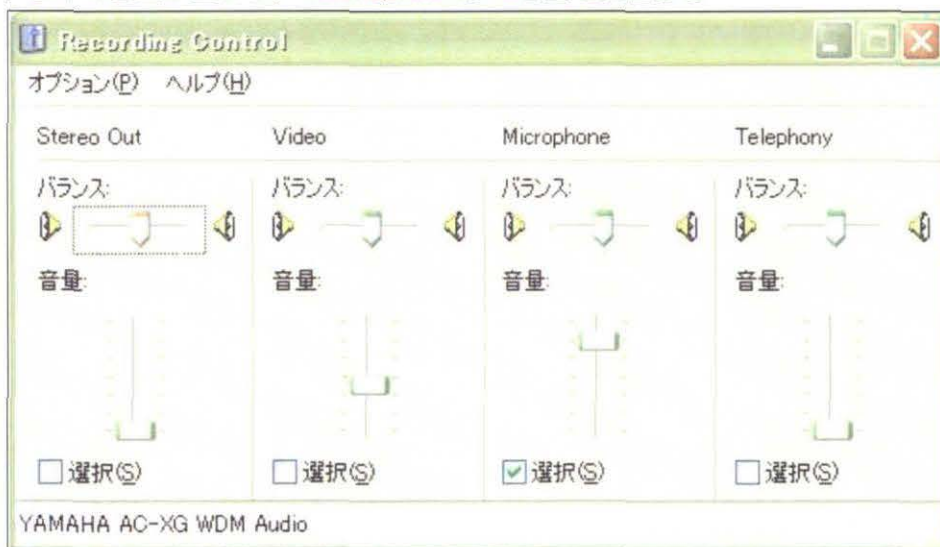 Recording Control
オプション(P) ヘルプ(H)
Stereo Out Video Microphone Telephony
バランス: バランス: バランス: バランス:
音量: 音量: 音量: 音量:
選択(S) 選択(S) 選択(S) 選択(S)
YAMAHA AC-XG WDM Audio